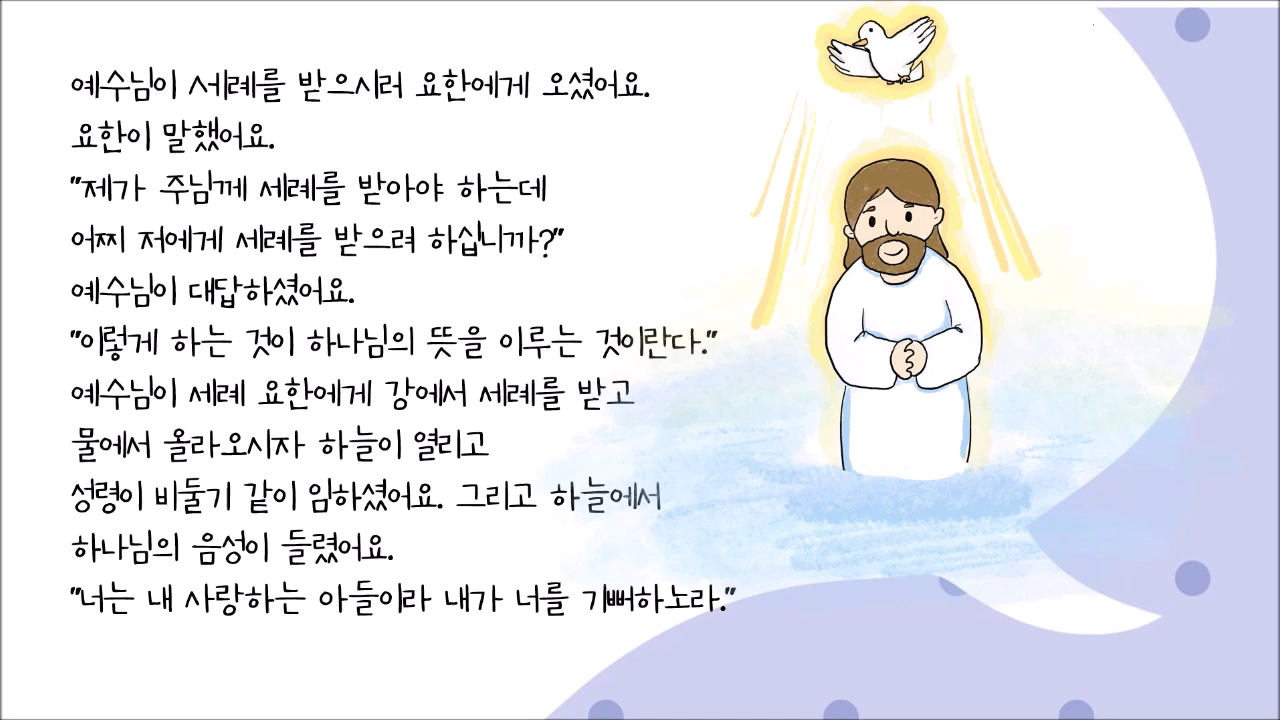 예수님이 세례를 받으시러 요한에게 오셨어요.
요한이 말했어요.
"제가 주님께 세례를 받아야 하는데
어찌 저에게 세례를 받으려 하십니까?"
예수님이 대답하셨어요.
"이렇게 하는 것이 하나님의 뜻을 이루는 것이란다."
예수님이 세례 요한에게 강에서 세례를 받고
물에서 올라오시자 하늘이 열리고
성령이 비둘기 같이 임하셨어요. 그리고 하늘에서
하나님의 음성이 들렸어요.
"너는 내 사랑하는 아들이라 내가 너를 기뻐하노라."